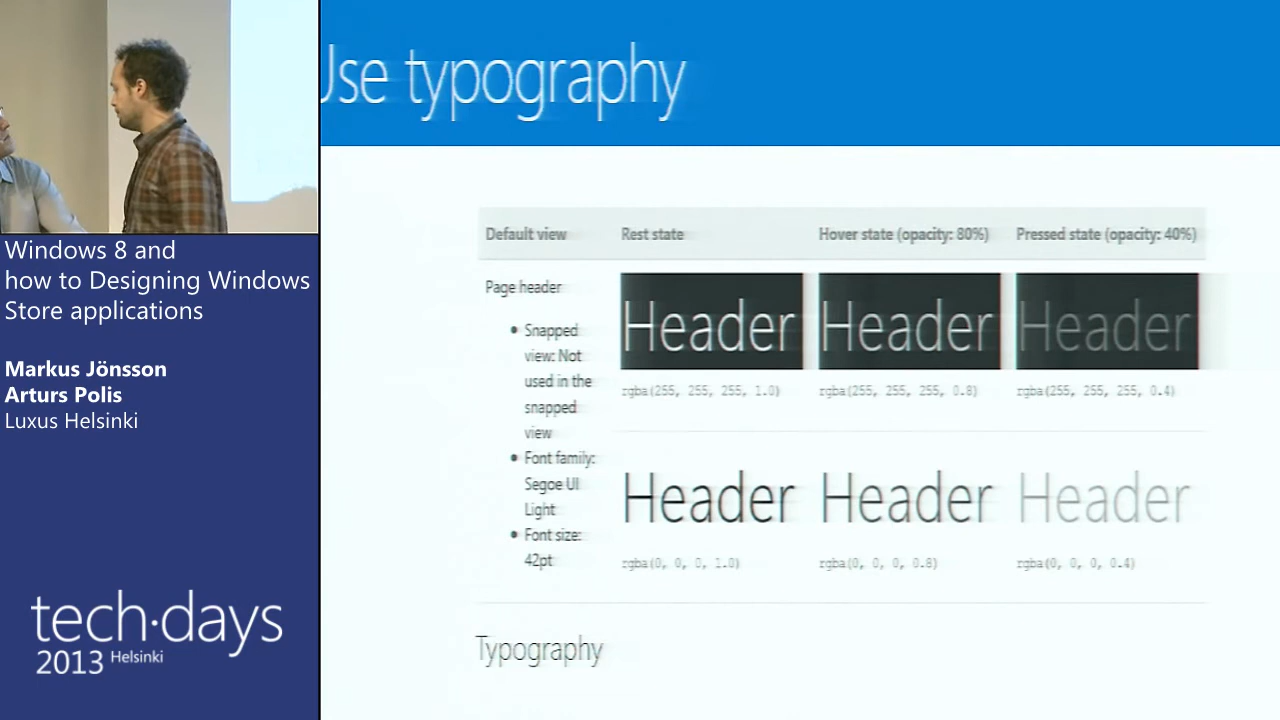 Use typography
Windows 8 and
how to Designing Windows
Store applications
Markus Jönsson
Arturs Polis
Luxus Helsinki
tech·days
2013 Helsinki
Default view Rest state Hover state (opacity: 80%) Pressed state (opacity: 40%)
Page header
• Snapped
view: Not
used in the
snapped
view
• Font family:
Segoe UI
Light
• Font size:
42pt
Header Header Header
rgba(255, 255, 255, 1.0) rgba(255, 255, 255, 0.8) rgba(255, 255, 255, 0.4)
Header Header Header
rgba(0, 0, 0, 1.0) rgba(0, 0, 0, 0.8) rgba(0, 0, 0, 0.4)
Typography